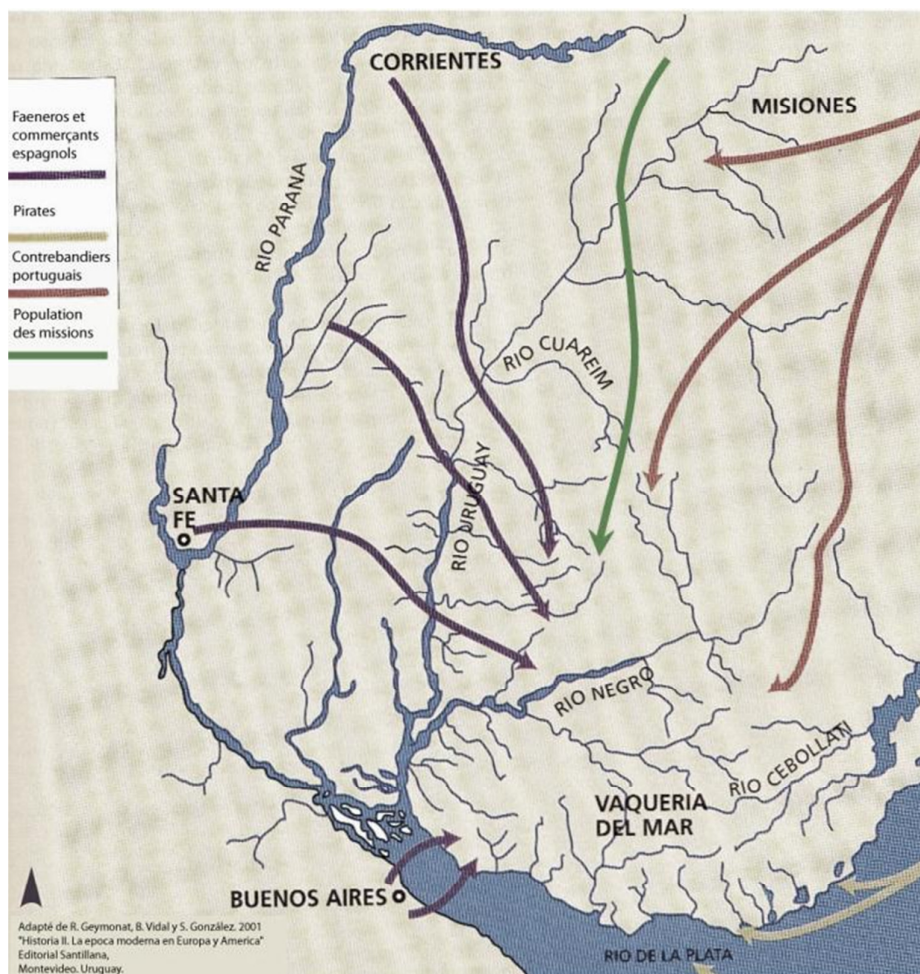 CORRIENTES
MISIONES
Faeneros et
commerçants
espagnols
Pirates
Contrebandiers
portuguais
Population
des missions
RIO PARANA
RIO CUAREIM
SANTA
FE
RIO URUGUAY
RIO NEGRO
RIO CEBOLLATI
VAQUERIA
DEL MAR
BUENOS AIRES
RIO DE LA PLATA
Adapté de R. Geymonat, B. Vidal y S. González. 2001
"Historia II. La epoca moderna en Europa y America"
Editorial Santillana,
Montevideo. Uruguay.